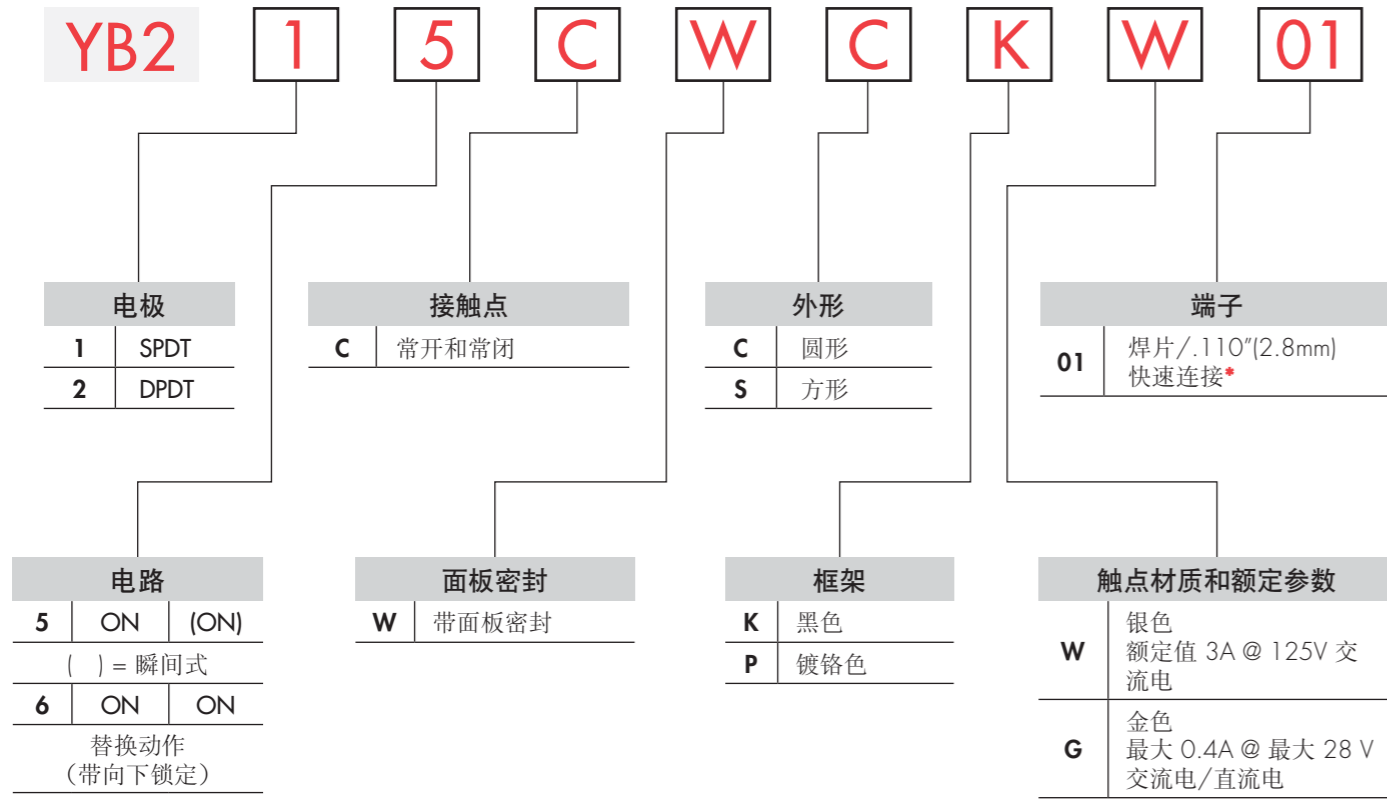 YB2 1 5 C W C K W 01
电极
1 SPDT
2 DPDT
接触点
C 常开和常闭
外形
C 圆形
S 方形
端子
01 焊片/.110"(2.8mm)
快速连接*
电路
5 ON (ON)
( ) = 瞬间式
6 ON ON
替换动作
（带向下锁定）
面板密封
W 带面板密封
框架
K 黑色
P 镀铬色
触点材质和额定参数
W 银色
额定值 3A @ 125V 交
流电
G 金色
最大 0.4A @ 最大 28 V
交流电/直流电